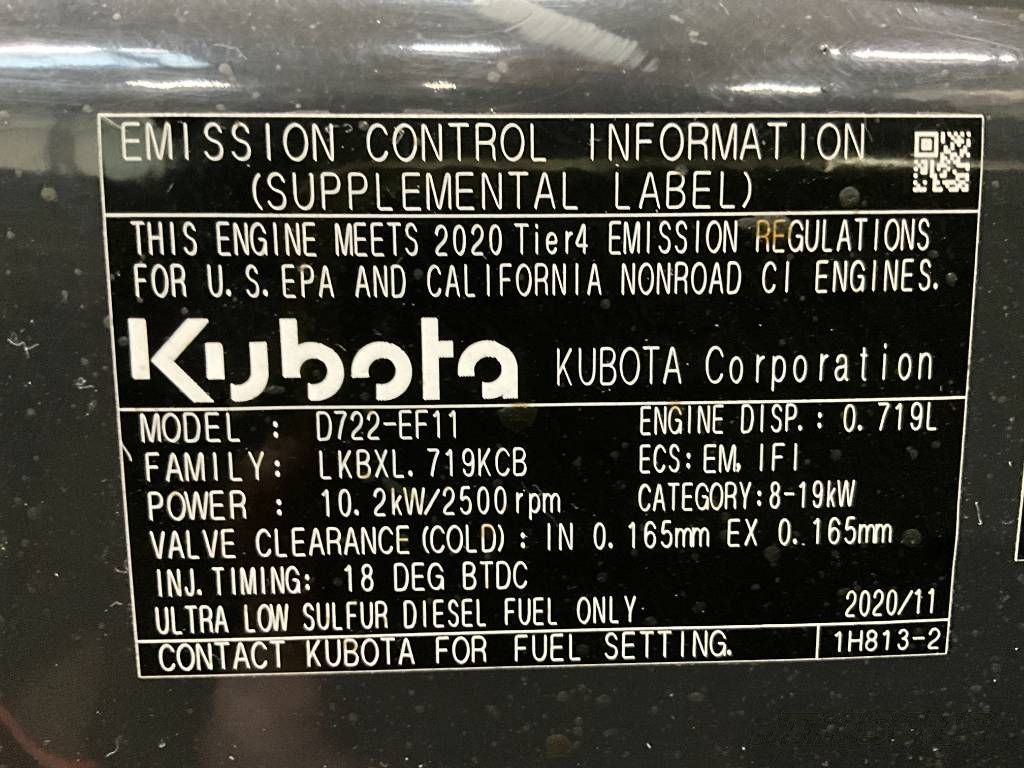 EMISSION CONTROL INFORMATION
(SUPPLEMENTAL LABEL)
THIS ENGINE MEETS 2020 Tier4 EMISSION REGULATIONS
FOR U.S. EPA AND CALIFORNIA NONROAD CI ENGINES.
Kubota KUBOTA Corporation
MODEL : D722-EF11 ENGINE DISP.: 0.719L
FAMILY: LKBXL.719KCB ECS: EM, IFI
POWER : 10.2kW/2500rpm CATEGORY:8-19kW
VALVE CLEARANCE (COLD) : IN 0.165mm EX 0.165mm
INJ. TIMING: 18 DEG BTDC
ULTRA LOW SULFUR DIESEL FUEL ONLY 2020/11
CONTACT KUBOTA FOR FUEL SETTING. 1H813-2